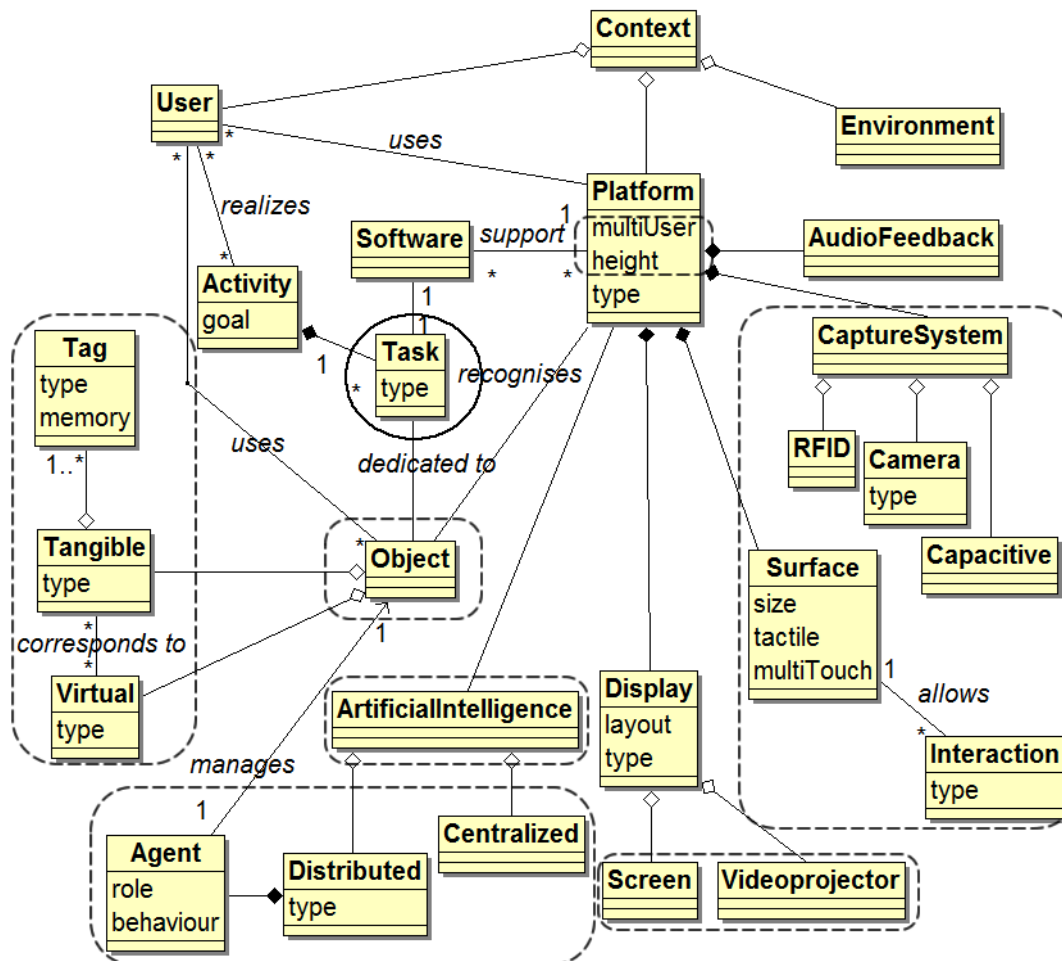 Context
User
*
*
*
uses
Environment
Platform
multiUser
height
type
realizes
*
Software
support
1
*
*
AudioFeedback
Activity
goal
1
1
1
Task
type
*
recognises
CaptureSystem
Tag
type
memory
1..*
RFID
Camera
type
uses
dedicated to
Tangible
type
*
Object
Capacitive
Surface
size
tactile
multiTouch
*
corresponds to
*
1
1
Virtual
type
Display
layout
type
allows
*
ArtificialIntelligence
Interaction
type
manages
1
Centralized
Agent
role
behaviour
Distributed
type
Screen
Videoprojector